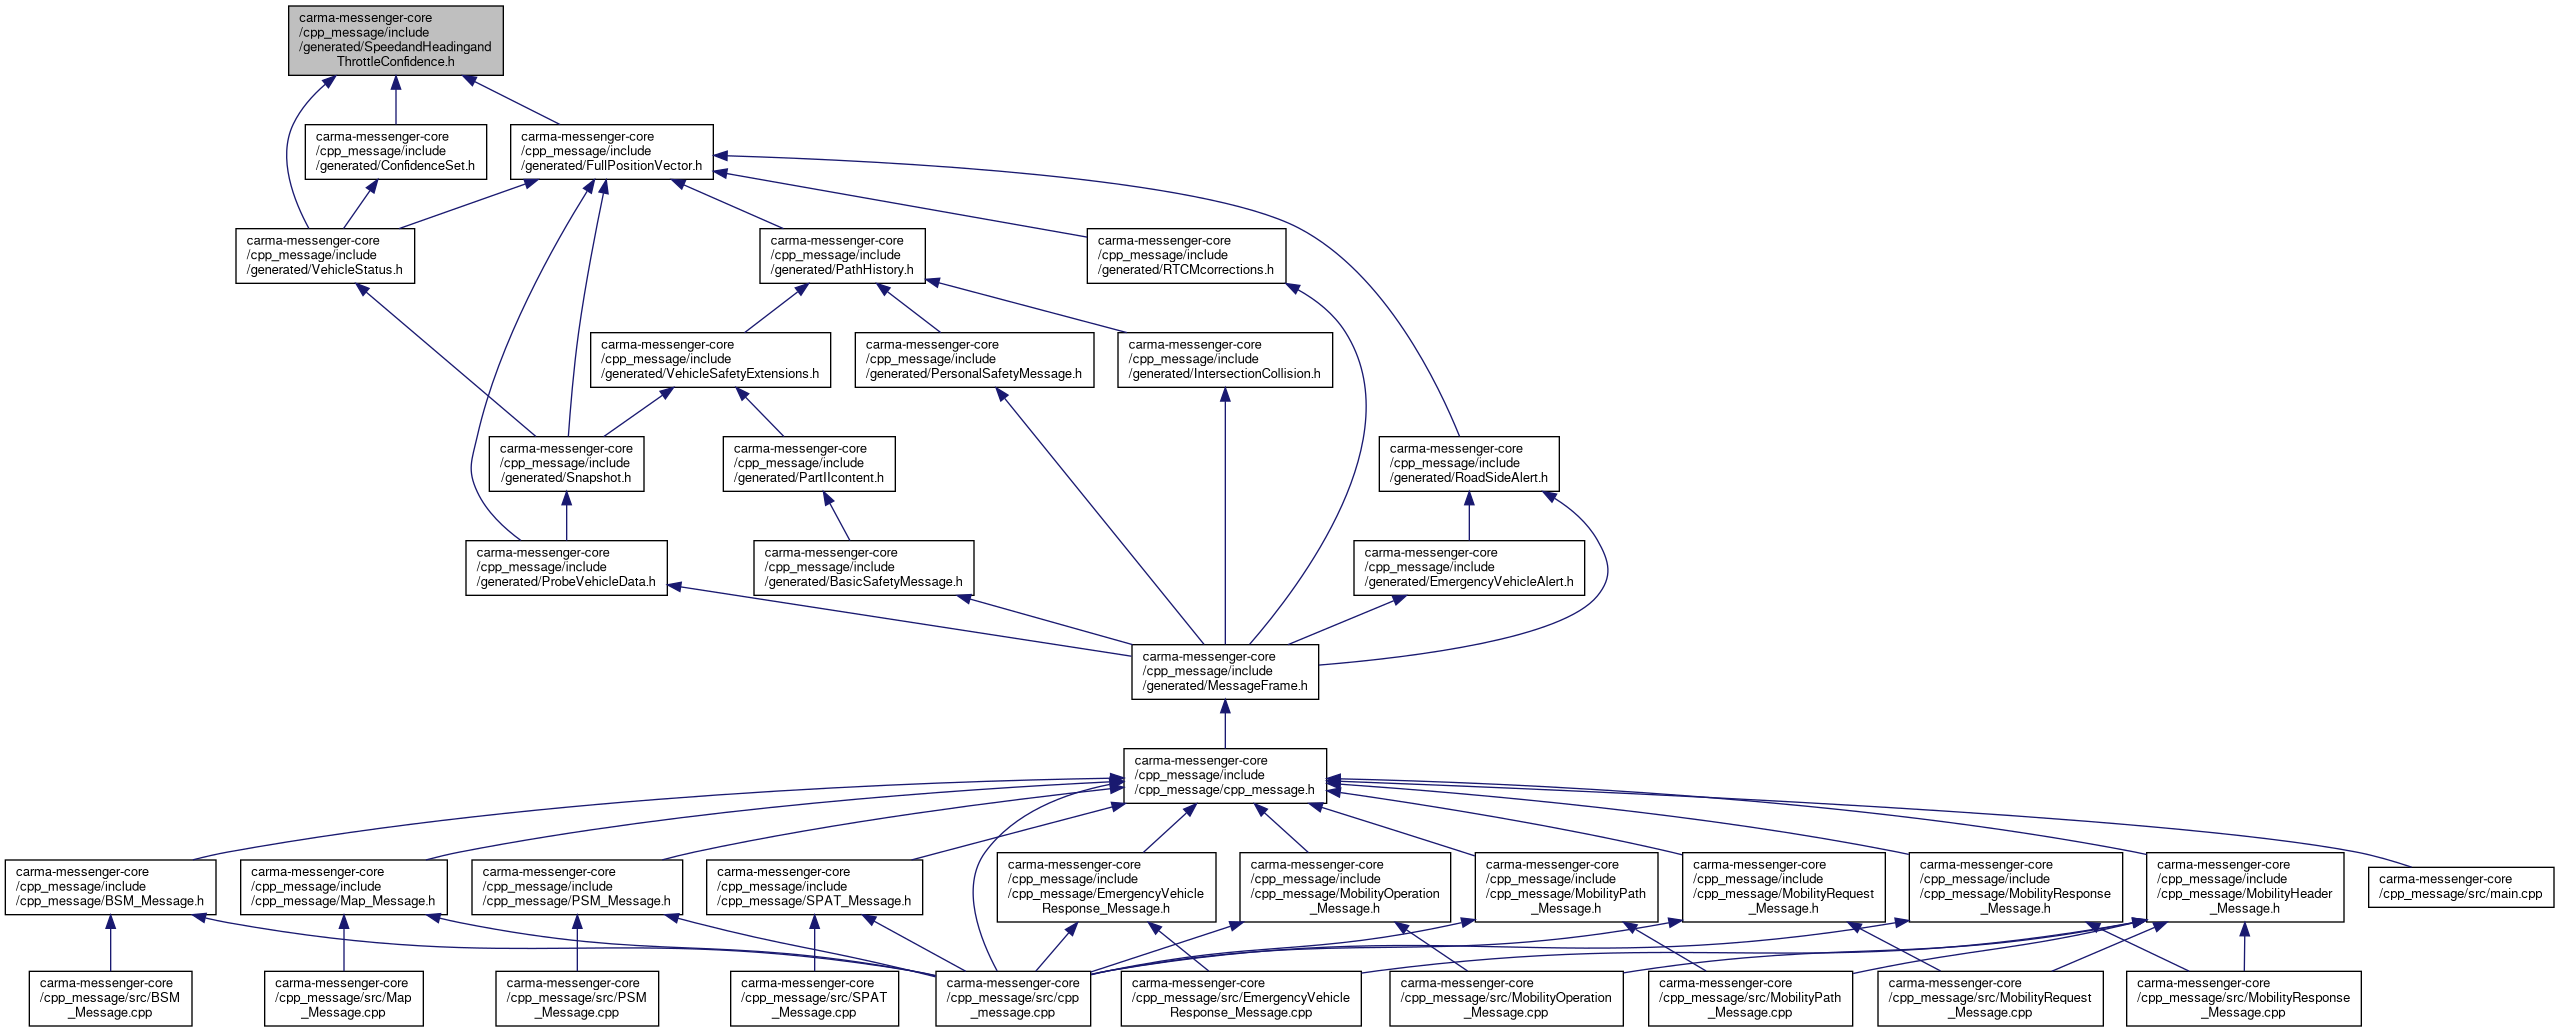 carma-messenger-core
/cpp_message/include
/generated/SpeedandHeadingand
ThrottleConfidence.h
carma-messenger-core
/cpp_message/include
/generated/ConfidenceSet.h
carma-messenger-core
/cpp_message/include
/generated/FullPositionVector.h
carma-messenger-core
/cpp_message/include
/generated/VehicleStatus.h
carma-messenger-core
/cpp_message/include
/generated/PathHistory.h
carma-messenger-core
/cpp_message/include
/generated/RTCMcorrections.h
carma-messenger-core
/cpp_message/include
/generated/VehicleSafetyExtensions.h
carma-messenger-core
/cpp_message/include
/generated/PersonalSafetyMessage.h
carma-messenger-core
/cpp_message/include
/generated/IntersectionCollision.h
carma-messenger-core
/cpp_message/include
/generated/Snapshot.h
carma-messenger-core
/cpp_message/include
/generated/PartIIcontent.h
carma-messenger-core
/cpp_message/include
/generated/RoadSideAlert.h
carma-messenger-core
/cpp_message/include
/generated/ProbeVehicleData.h
carma-messenger-core
/cpp_message/include
/generated/BasicSafetyMessage.h
carma-messenger-core
/cpp_message/include
/generated/EmergencyVehicleAlert.h
carma-messenger-core
/cpp_message/include
/generated/MessageFrame.h
carma-messenger-core
/cpp_message/include
/cpp_message/cpp_message.h
carma-messenger-core
/cpp_message/include
/cpp_message/BSM_Message.h
carma-messenger-core
/cpp_message/include
/cpp_message/Map_Message.h
carma-messenger-core
/cpp_message/include
/cpp_message/PSM_Message.h
carma-messenger-core
/cpp_message/include
/cpp_message/SPAT_Message.h
carma-messenger-core
/cpp_message/include
/cpp_message/EmergencyVehicle
Response_Message.h
carma-messenger-core
/cpp_message/include
/cpp_message/MobilityOperation
_Message.h
carma-messenger-core
/cpp_message/include
/cpp_message/MobilityPath
_Message.h
carma-messenger-core
/cpp_message/include
/cpp_message/MobilityRequest
_Message.h
carma-messenger-core
/cpp_message/include
/cpp_message/MobilityResponse
_Message.h
carma-messenger-core
/cpp_message/include
/cpp_message/MobilityHeader
_Message.h
carma-messenger-core
/cpp_message/src/main.cpp
carma-messenger-core
/cpp_message/src/BSM
_Message.cpp
carma-messenger-core
/cpp_message/src/Map
_Message.cpp
carma-messenger-core
/cpp_message/src/PSM
_Message.cpp
carma-messenger-core
/cpp_message/src/SPAT
_Message.cpp
carma-messenger-core
/cpp_message/src/cpp
_message.cpp
carma-messenger-core
/cpp_message/src/EmergencyVehicle
Response_Message.cpp
carma-messenger-core
/cpp_message/src/MobilityOperation
_Message.cpp
carma-messenger-core
/cpp_message/src/MobilityPath
_Message.cpp
carma-messenger-core
/cpp_message/src/MobilityRequest
_Message.cpp
carma-messenger-core
/cpp_message/src/MobilityResponse
_Message.cpp